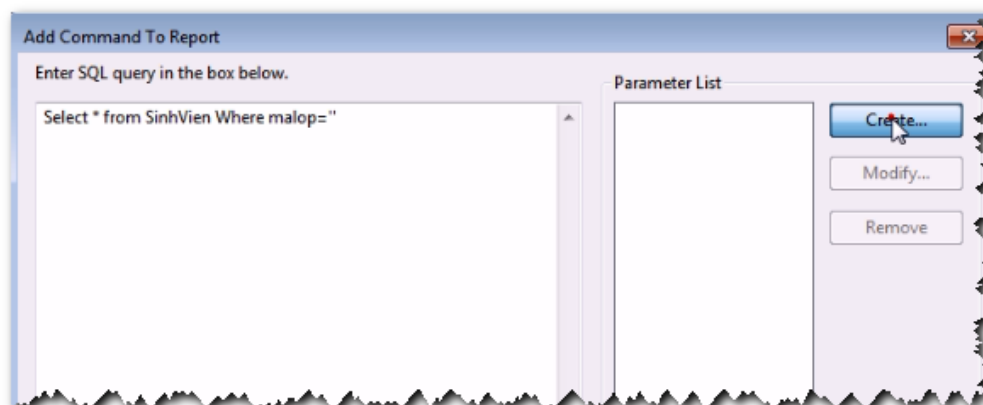 Add Command To Report
Enter SQL query in the box below.
Parameter List
Select * from SinhVien Where malop=''
Create...
Modify...
Remove